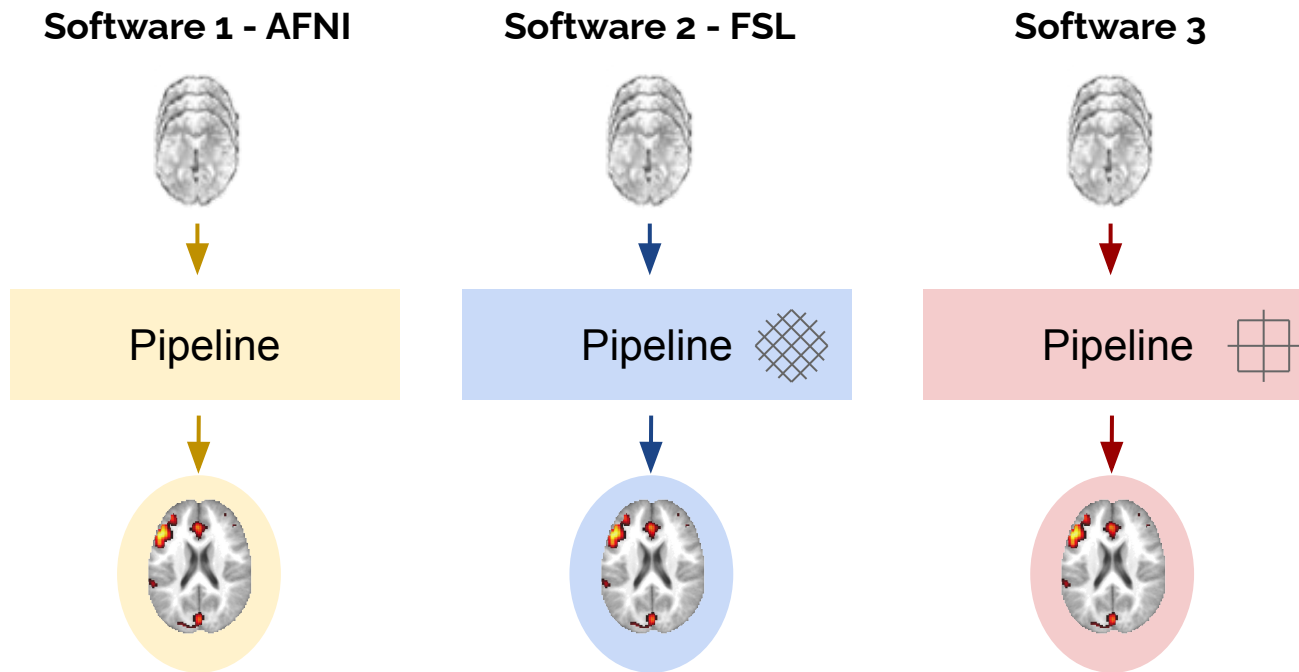 Software 1 - AFNI
Software 2 - FSL
Software 3
Pipeline
Pipeline
Pipeline